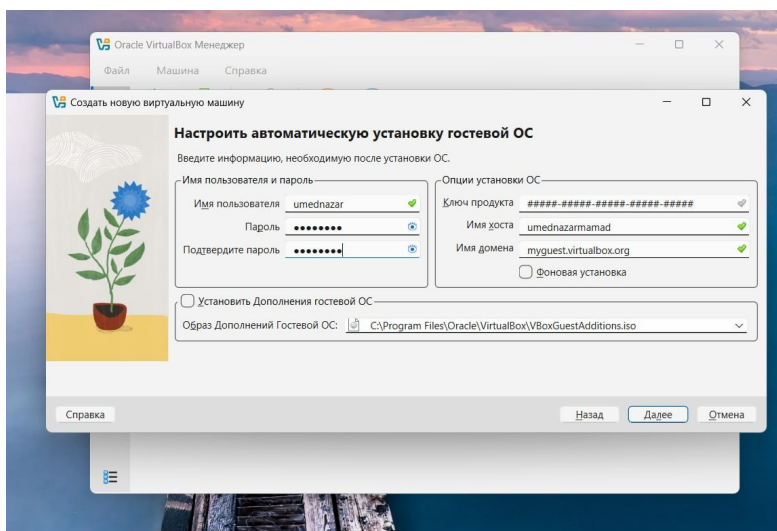 Oracle VirtualBox Менеджер
Файл Машина Справка
Создать новую виртуальную машину
Настроить автоматическую установку гостевой ОС
Введите информацию, необходимую после установки ОС.
Имя пользователя и пароль
Имя пользователя umednazar
Пароль ●●●●●●●●
Подтвердите пароль ●●●●●●●●
Опции установки ОС
Ключ продукта #####-#####-#####-#####-#####
Имя хоста umednazarmamad
Имя домена myguest.virtualbox.org
Фоновая установка
Установить Дополнения гостевой ОС
Образ Дополнений Гостевой ОС: C:\Program Files\Oracle\VirtualBox\VBoxGuestAdditions.iso
Справка Назад Далее Отмена